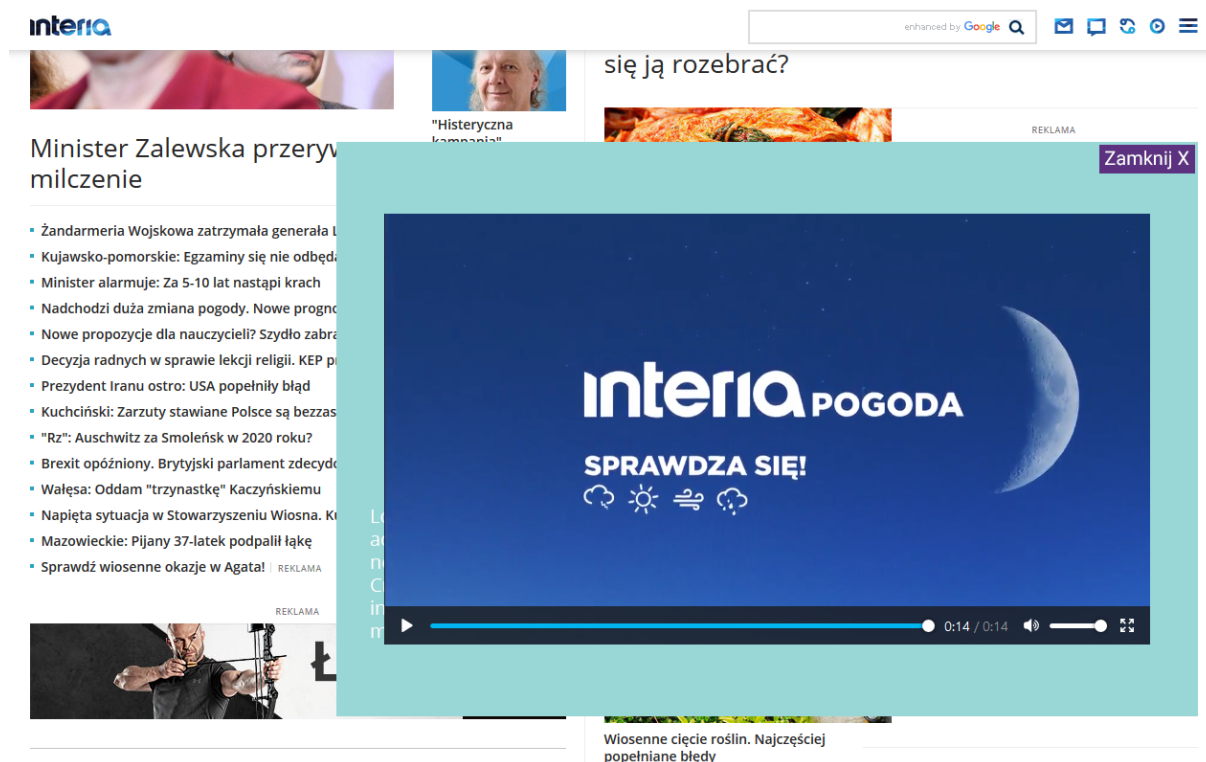 interia
enhanced by Google
się ją rozebrać?
"Histeryczna
kampania"
REKLAMA
Minister Zalewska przeryw
milczenie
Zamknij X
Żandarmeria Wojskowa zatrzymała generała
Kujawsko-pomorskie: Egzaminy się nie odbędą
Minister alarmuje: Za 5-10 lat nastąpi krach
Nadchodzi duża zmiana pogody. Nowe progno
Nowe propozycje dla nauczycieli? Szydło zabra
Decyzja radnych w sprawie lekcji religii. KEP
Prezydent Iranu ostro: USA popełniły błąd
Kuchciński: Zarzuty stawiane Polsce są bezzas
"Rz": Auschwitz za Smoleńsk w 2020 roku?
Brexit opóźniony. Brytyjski parlament zdecydo
Wałęsa: Oddam "trzynastkę" Kaczyńskiemu
Napięta sytuacja w Stowarzyszeniu Wiosna.
Mazowieckie: Pijany 37-latek podpalił łąkę
Sprawdź wiosenne okazje w Agata! REKLAMA
interia POGODA
SPRAWDZA SIĘ!
0:14 / 0:14
REKLAMA
Ł
Wiosenne cięcie roślin. Najczęściej
popełniane błędy